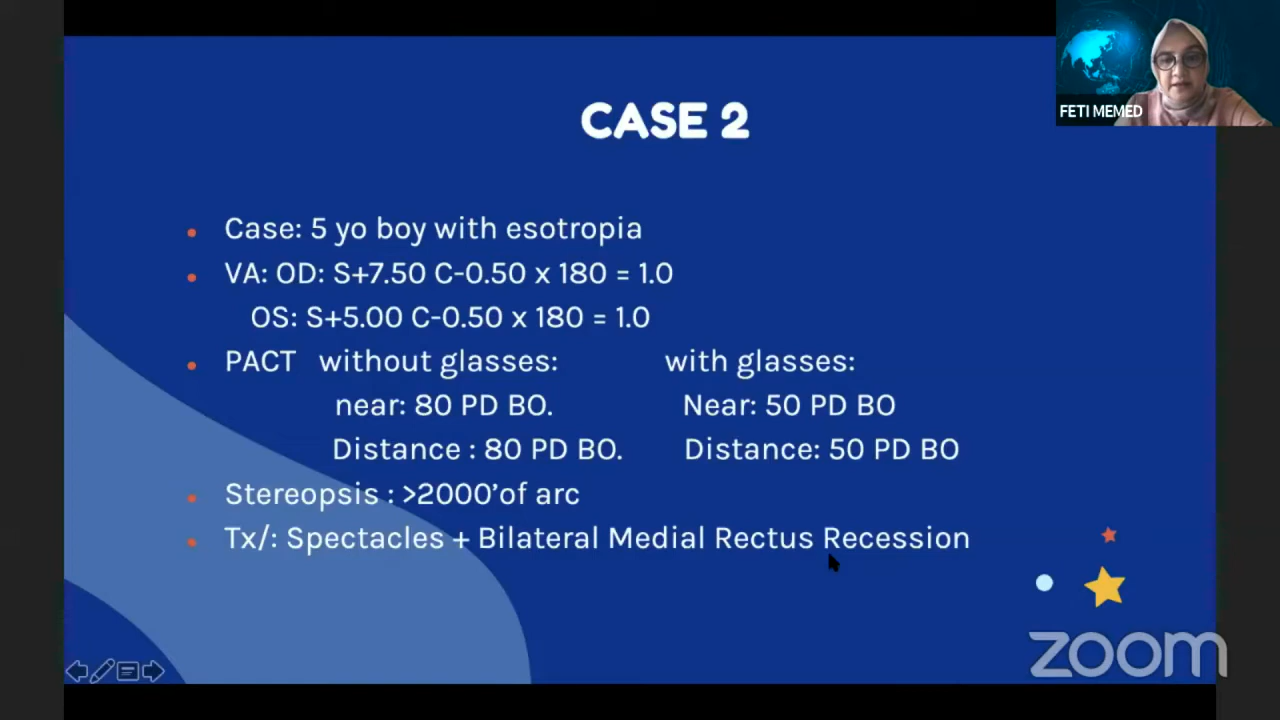 FETI MEMED
CASE 2
Case: 5 yo boy with esotropia
VA: OD: S+7.50 C-0.50 x 180 = 1.0
OS: S+5.00 C-0.50 x 180 = 1.0
PACT without glasses: with glasses:
near: 80 PD BO. Near: 50 PD BO
Distance : 80 PD BO. Distance: 50 PD BO
Stereopsis : >2000’of arc
Tx/: Spectacles + Bilateral Medial Rectus Recession
zoom